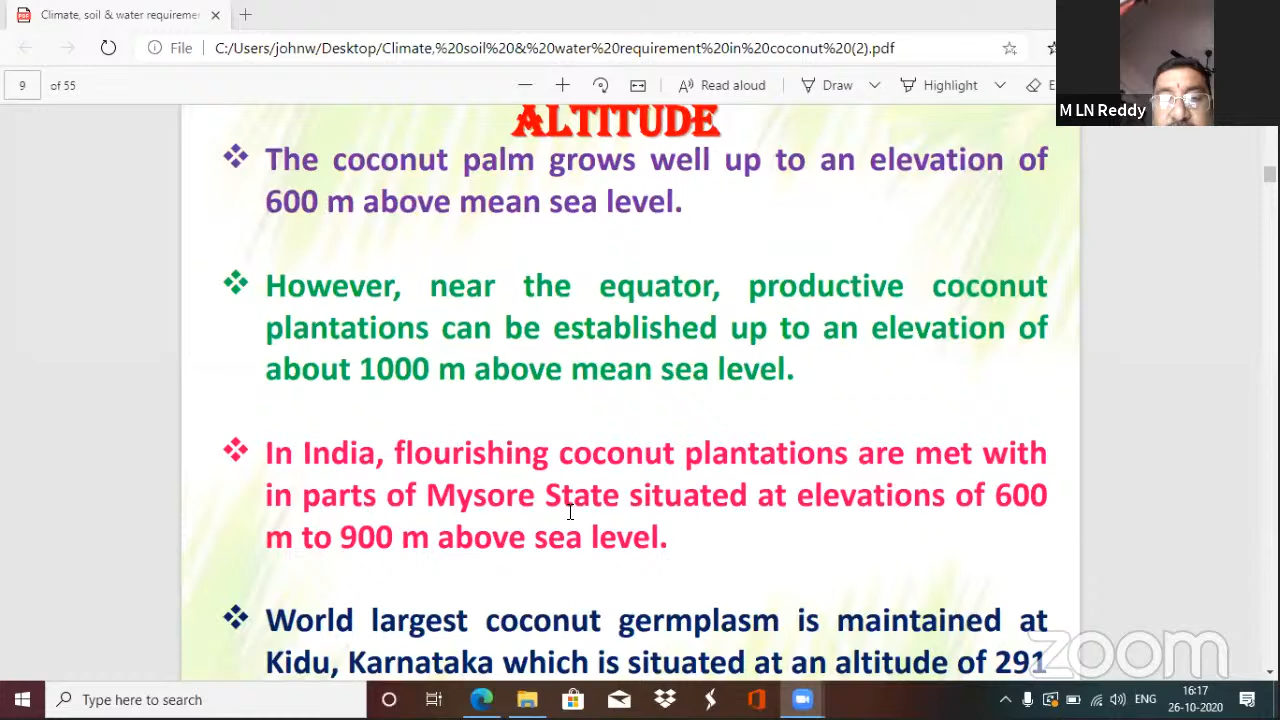 Climate, soil & water requireme
File
C:/Users/johnw/Desktop/Climate,%20soil%20&%20water%20requirement%20in%20coconut%20(2).pdf
9 of 55
Read aloud
Draw
Highlight
E
M LN Reddy
ALTITUDE
The coconut palm grows well up to an elevation of
600 m above mean sea level.
However, near the equator, productive coconut
plantations can be established up to an elevation of
about 1000 m above mean sea level.
In India, flourishing coconut plantations are met with
in parts of Mysore State situated at elevations of 600
m to 900 m above sea level.
World largest coconut germplasm is maintained at
Kidu, Karnataka which is situated at an altitude of 291
zoom
Type here to search
ENG
16:17
26-10-2020